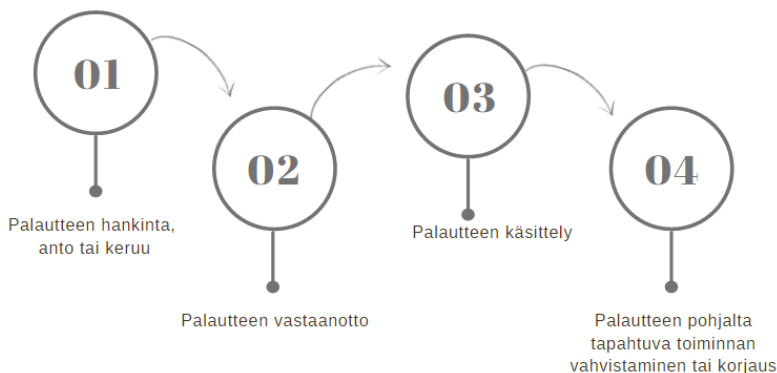 01
Palautteen hankinta,
anto tai keruu
02
Palautteen vastaanotto
03
Palautteen käsittely
04
Palautteen pohjalta
tapahtuva toiminnan
vahvistaminen tai korjaus